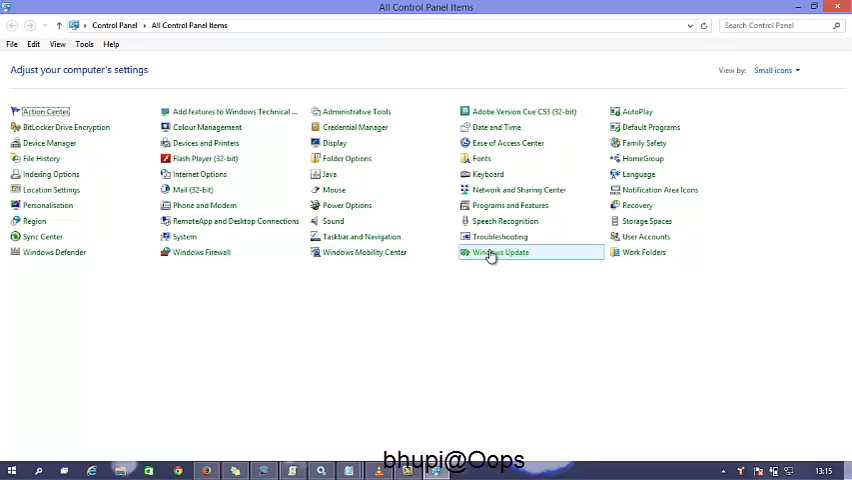 All Control Panel Items
Control Panel › All Control Panel Items
Search Control Panel
File Edit View Tools Help
Adjust your computer's settings
View by: Small icons
Action Center
Add features to Windows Technical ...
Administrative Tools
Adobe Version Cue CS3 (32-bit)
AutoPlay
BitLocker Drive Encryption
Colour Management
Credential Manager
Date and Time
Default Programs
Device Manager
Devices and Printers
Display
Ease of Access Center
Family Safety
File History
Flash Player (32-bit)
Folder Options
Fonts
HomeGroup
Indexing Options
Internet Options
Java
Keyboard
Language
Location Settings
Mail (32-bit)
Mouse
Network and Sharing Center
Notification Area Icons
Personalisation
Phone and Modem
Power Options
Programs and Features
Recovery
Region
RemoteApp and Desktop Connections
Sound
Speech Recognition
Storage Spaces
Sync Center
System
Taskbar and Navigation
Troubleshooting
User Accounts
Windows Defender
Windows Firewall
Windows Mobility Center
Windows Update
Work Folders
bhupi@Oops
13:15